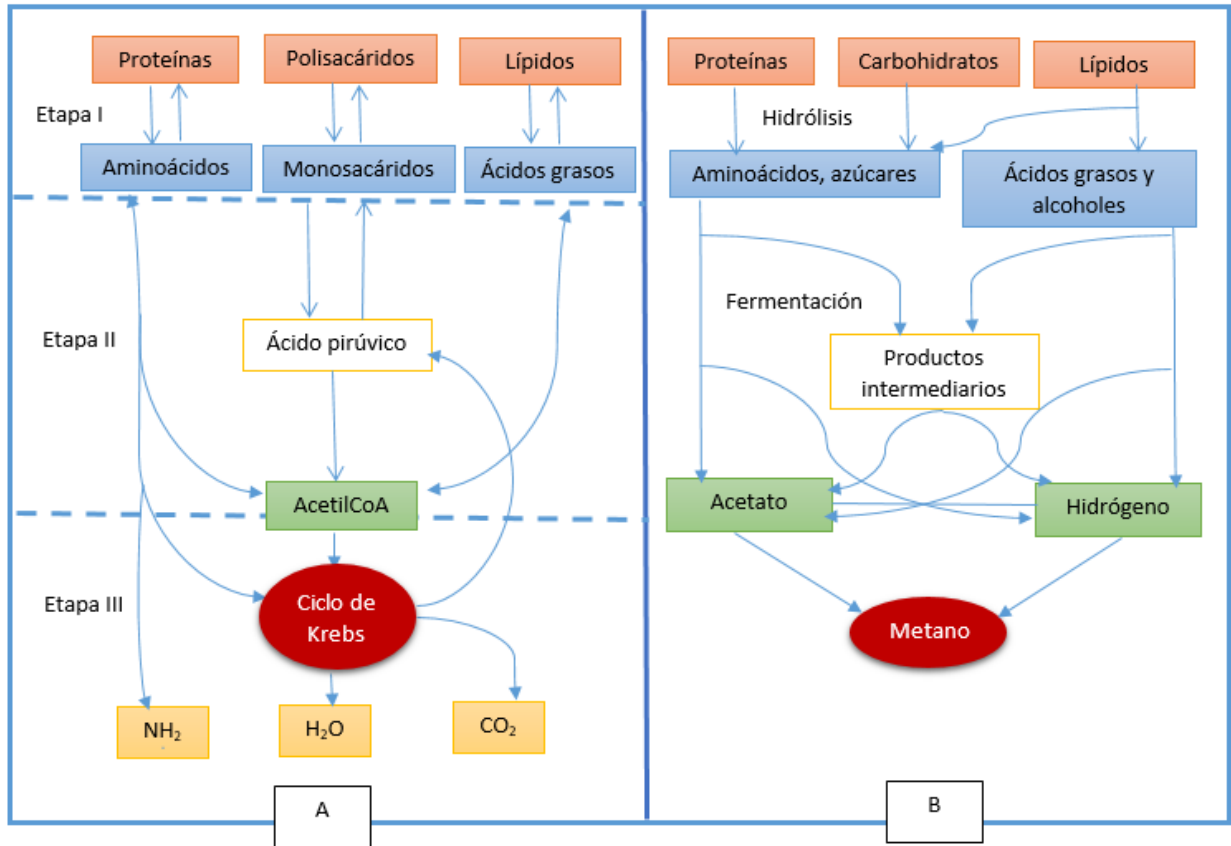 Proteínas
Polisacáridos
Lípidos
Etapa I
Aminoácidos
Monosacáridos
Ácidos grasos
Etapa II
Ácido pirúvico
AcetilCoA
Etapa III
Ciclo de
Krebs
NH₂
H₂O
CO₂
A
Proteínas
Carbohidratos
Lípidos
Hidrólisis
Aminoácidos, azúcares
Ácidos grasos y
alcoholes
Fermentación
Productos
intermediarios
Acetato
Hidrógeno
Metano
B